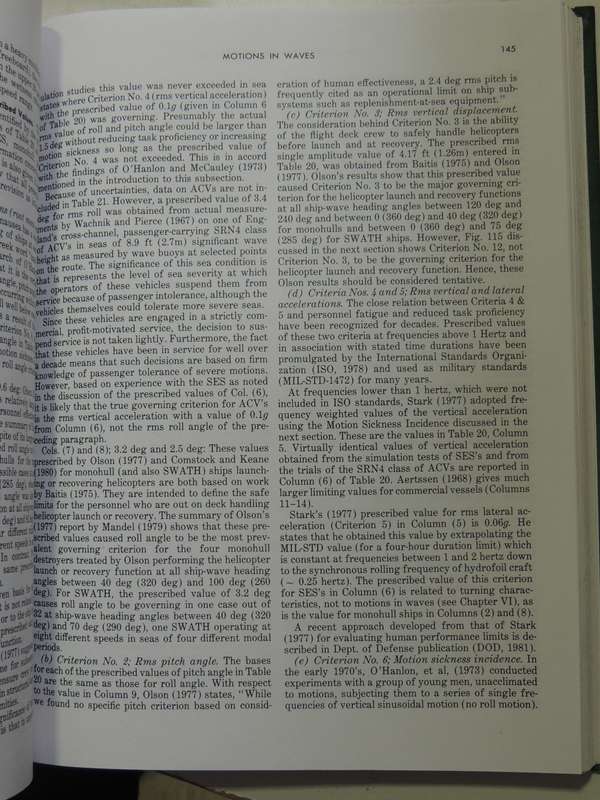 MOTIONS IN WAVES
145
ulation studies this value was never exceeded in sea
states where Criterion No. 4 (rms vertical acceleration)
with the prescribed value of 0.1g (given in Column 6
of Table 20) was governing. Presumably the actual
rms value of roll and pitch angle could be larger than
1.5 deg without reducing task proficiency or increasing
motion sickness so long as the prescribed value of
Criterion No. 4 was not exceeded. This is in accord
with the findings of O'Hanlon and McCauley (1973)
mentioned in the introduction to this subsection.
Because of uncertainties, data on ACVs are not in-
cluded in Table 21. However, a prescribed value of 3.4
deg for rms roll was obtained from actual measure-
ments by Wachnik and Pierce (1967) on one of Eng-
land's cross-channel, passenger-carrying SRN4 class
of ACV's in seas of 8.9 ft (2.7m) significant wave
height as measured by wave buoys at selected points
on the route. The significance of this sea condition is
that is represents the level of sea severity at which
the operators of these vehicles suspend them from
service because of passenger intolerance, although the
vehicles themselves could tolerate more severe seas.
Since these vehicles are engaged in a strictly com-
mercial, profit-motivated service, the decision to sus-
pend service is not taken lightly. Furthermore, the fact
that these vehicles have been in service for well over
a decade means that such decisions are based on firm
knowledge of passenger tolerance of severe motions.
However, based on experience with the SES as noted
in the discussion of the prescribed values of Col. (6),
it is likely that the true governing criterion for ACV's
is the rms vertical acceleration with a value of 0.1g
from Column (6), not the rms roll angle of the pre-
ceding paragraph.
Cols. (7) and (8); 3.2 deg and 2.5 deg: These values
prescribed by Olson (1977) and Comstock and Keane
(1980) for monohull (and also SWATH) ships launch-
ing or recovering helicopters are both based on work
by Baitis (1975). They are intended to define the safe
limits for the personnel who are out on deck handling
helicopter launch or recovery. The summary of Olson's
(1977) report by Mandel (1979) shows that these pre-
scribed values caused roll angle to be the most prev-
alent governing criterion for the four monohull
destroyers treated by Olson performing the helicopter
launch or recovery function at all ship-wave heading
angles between 40 deg (320 deg) and 100 deg (260
deg). For SWATH, the prescribed value of 3.2 deg
causes roll angle to be governing in one case out of
32 at ship-wave heading angles between 40 deg (320
deg) and 70 deg (290 deg), one SWATH operating at
eight different speeds in seas of four different modal
periods.
(b) Criterion No. 2; Rms pitch angle. The bases
for each of the prescribed values of pitch angle in Table
20 are the same as those for roll angle. With respect
to the value in Column 9, Olson (1977) states, "While
we found no specific pitch criterion based on consid-
eration of human effectiveness, a 2.4 deg rms pitch is
frequently cited as an operational limit on ship sub-
systems such as replenishment-at-sea equipment."
(c) Criterion No. 3; Rms vertical displacement.
The consideration behind Criterion No. 3 is the ability
of the flight deck crew to safely handle helicopters
before launch and at recovery. The prescribed rms
single amplitude value of 4.17 ft (1.26m) entered in
Table 20, was obtained from Baitis (1975) and Olson
(1977). Olson's results show that this prescribed value
caused Criterion No. 3 to be the major governing cri-
terion for the helicopter launch and recovery functions
at all ship-wave heading angles between 120 deg and
240 deg and between 0 (360 deg) and 40 deg (320 deg)
for monohulls and between 0 (360 deg) and 75 deg
(285 deg) for SWATH ships. However, Fig. 115 dis-
cussed in the next section shows Criterion No. 12, not
Criterion No. 3, to be the governing criterion for the
helicopter launch and recovery function. Hence, these
Olson results should be considered tentative.
(d) Criteria Nos. 4 and 5; Rms vertical and lateral
accelerations. The close relation between Criteria 4 &
5 and personnel fatigue and reduced task proficiency
have been recognized for decades. Prescribed values
of these two criteria at frequencies above 1 Hertz and
in association with stated time durations have been
promulgated by the International Standards Organi-
zation (ISO, 1978) and used as military standards
(MIL-STD-1472) for many years.
At frequencies lower than 1 hertz, which were not
included in ISO standards, Stark (1977) adopted fre-
quency weighted values of the vertical acceleration
using the Motion Sickness Incidence discussed in the
next section. These are the values in Table 20, Column
5. Virtually identical values of vertical acceleration
obtained from the simulation tests of SES's and from
the trials of the SRN4 class of ACVs are reported in
Column (6) of Table 20. Aertssen (1968) gives much
larger limiting values for commercial vessels (Columns
11–14).
Stark's (1977) prescribed value for rms lateral ac-
celeration (Criterion 5) in Column (5) is 0.06g. He
states that he obtained this value by extrapolating the
MIL-STD value (for a four-hour duration limit) which
is constant at frequencies between 1 and 2 hertz down
to the synchronous rolling frequency of hydrofoil craft
(~ 0.25 hertz). The prescribed value of this criterion
for SES's in Column (6) is related to turning charac-
teristics, not to motions in waves (see Chapter VI), as
is the value for monohull ships in Columns (2) and (8).
A recent approach developed from that of Stark
(1977) for evaluating human performance limits is de-
scribed in Dept. of Defense publication (DOD, 1981).
(e) Criterion No. 6; Motion sickness incidence. In
the early 1970's, O'Hanlon, et al, (1973) conducted
experiments with a group of young men, unacclimated
to motions, subjecting them to a series of single fre-
quencies of vertical sinusoidal motion (no roll motion).